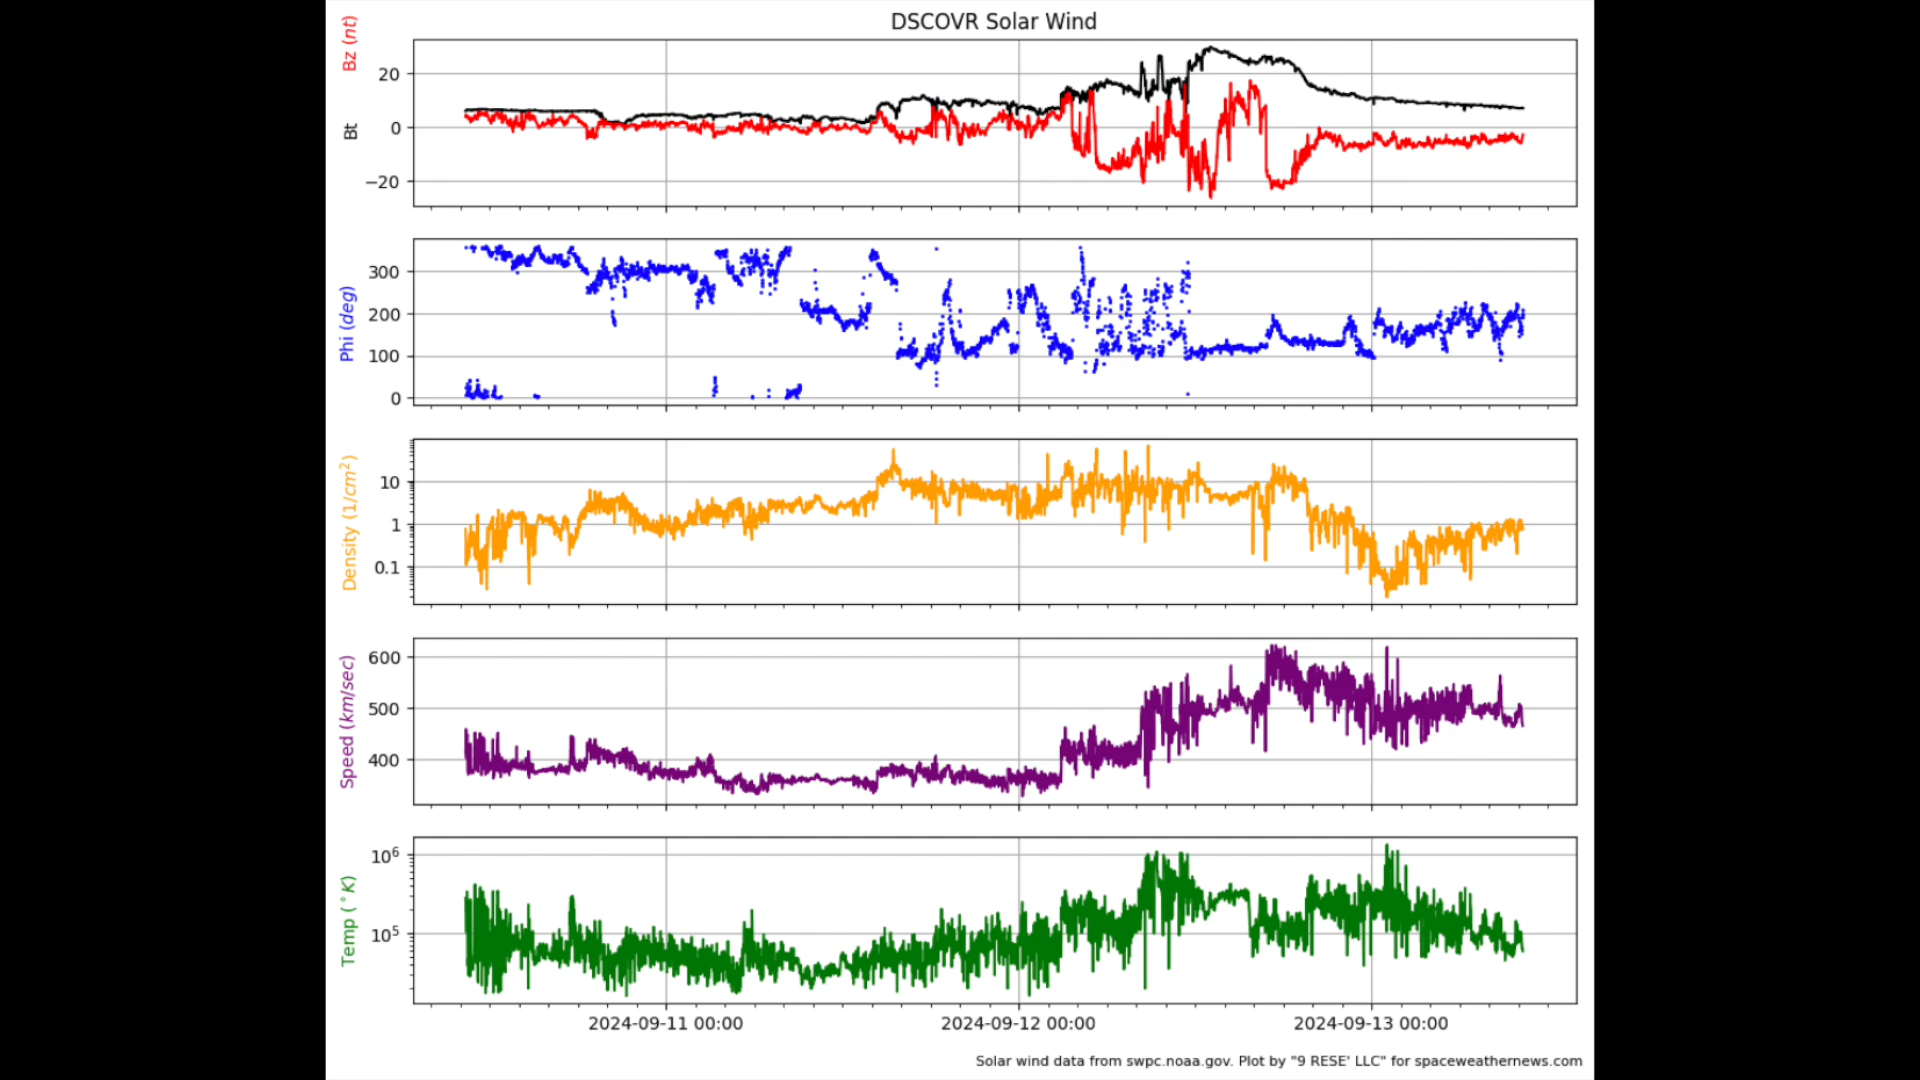 DSCOVR Solar Wind
Bz (nt)
Bt
20
0
−20
Phi (deg)
300
200
100
0
Density (1/cm²)
10
1
0.1
Speed (km/sec)
600
500
400
Temp (°K)
10⁶
10⁵
2024-09-11 00:00
2024-09-12 00:00
2024-09-13 00:00
Solar wind data from swpc.noaa.gov. Plot by "9 RESE' LLC" for spaceweathernews.com